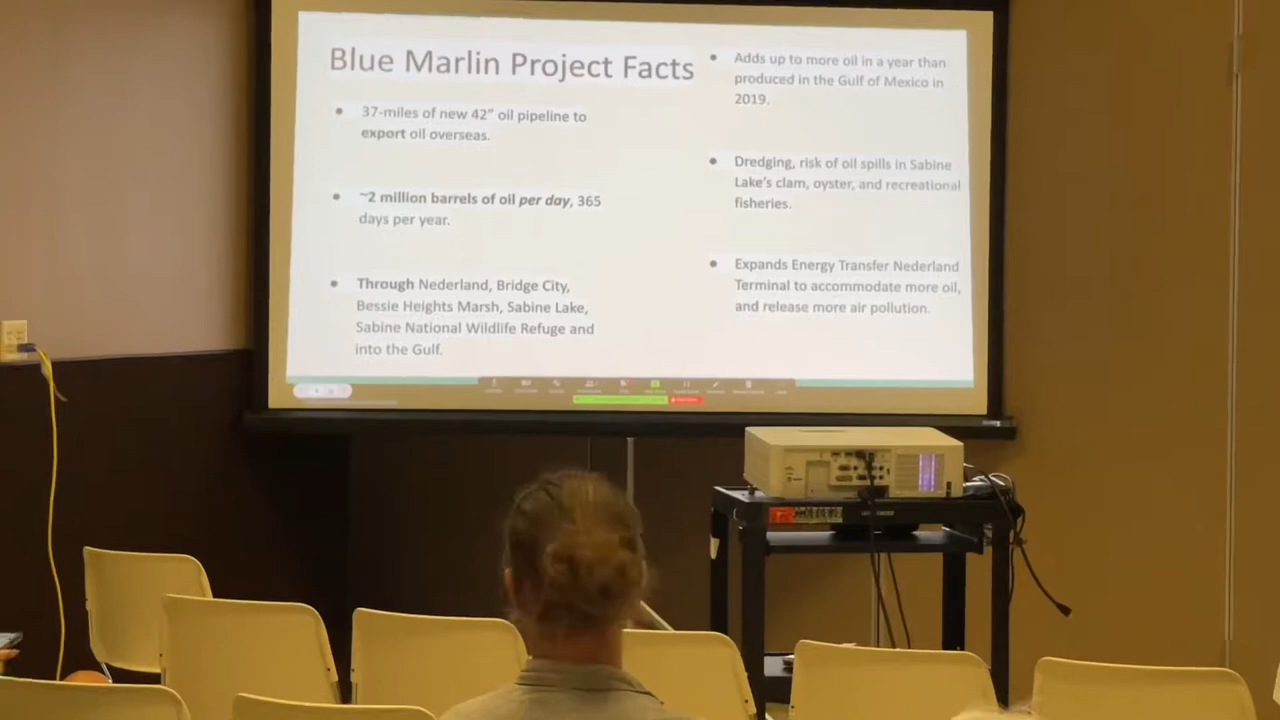 Blue Marlin Project Facts
37-miles of new 42" oil pipeline to
export oil overseas.
~2 million barrels of oil per day, 365
days per year.
Through Nederland, Bridge City,
Bessie Heights Marsh, Sabine Lake,
Sabine National Wildlife Refuge and
into the Gulf.
Adds up to more oil in a year than
produced in the Gulf of Mexico in
2019.
Dredging, risk of oil spills in Sabine
Lake's clam, oyster, and recreational
fisheries.
Expands Energy Transfer Nederland
Terminal to accommodate more oil,
and release more air pollution.